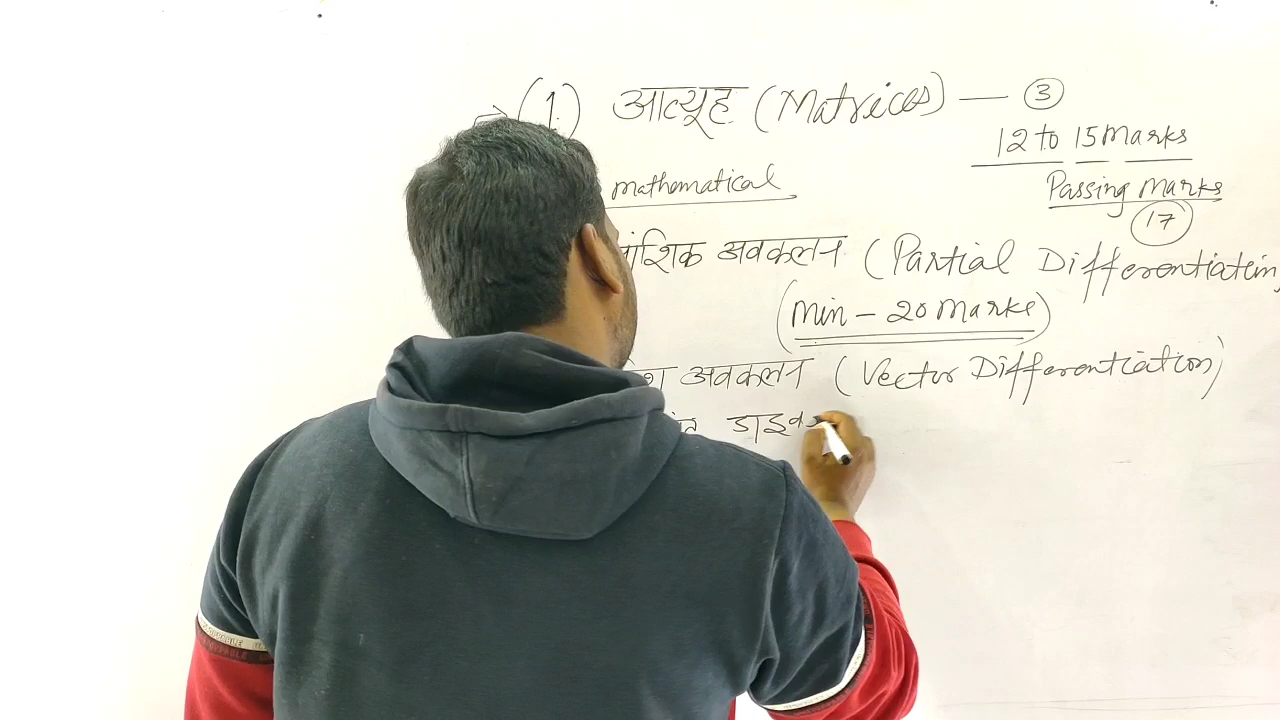 → (1) आव्यूह (Matrices) — 3
12 to 15 Marks
mathematical
Passing Marks
17
ांशिक अवकलन (Partial Differentiation)
(Min - 20 Marks)
अवकलन (Vector Differentiation)
डाइव